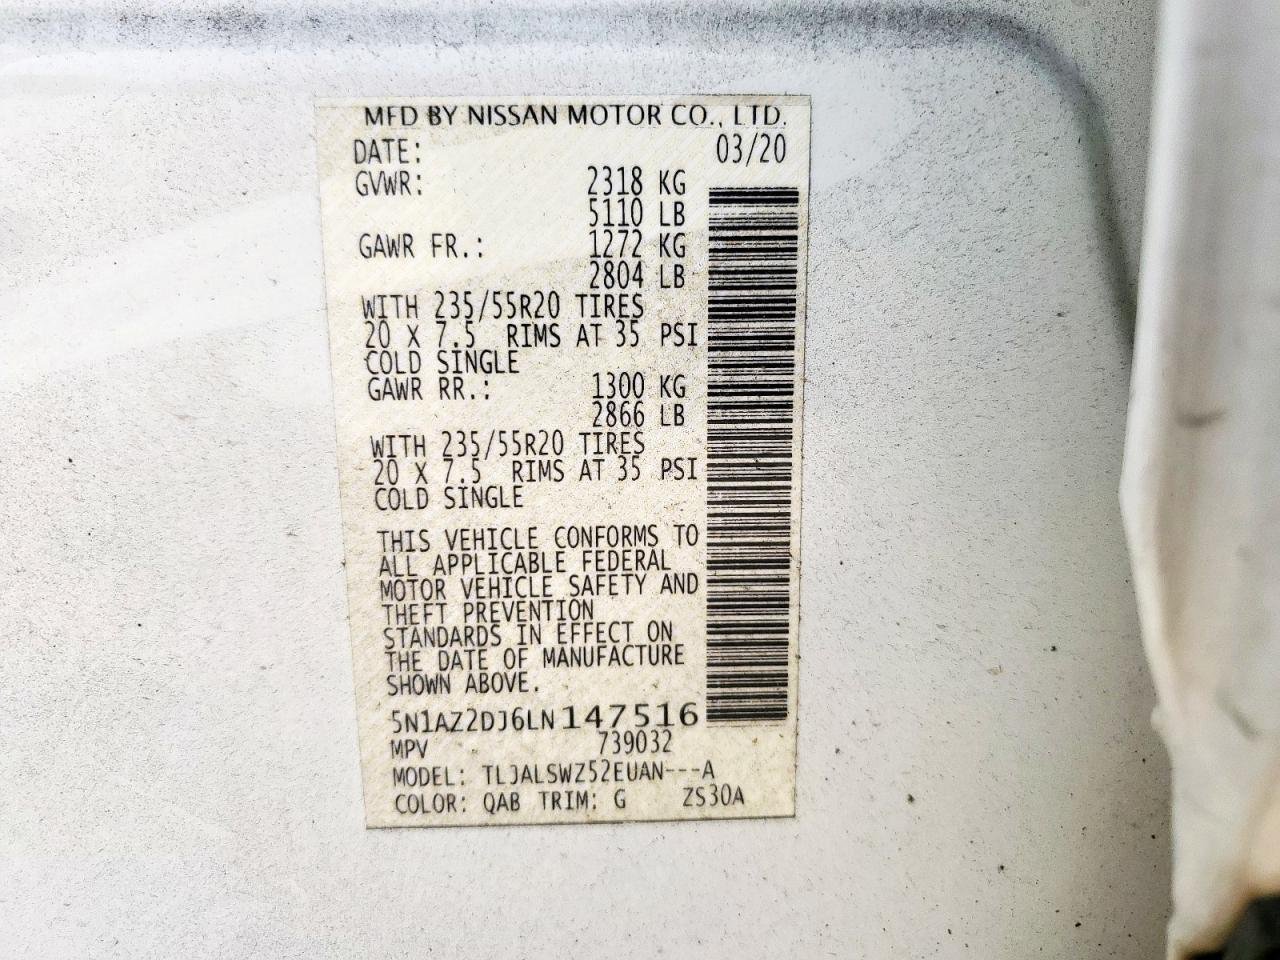 MFD BY NISSAN MOTOR CO., LTD.
DATE: 03/20
GVWR: 2318 KG
5110 LB
GAWR FR.: 1272 KG
2804 LB
WITH 235/55R20 TIRES
20 X 7.5 RIMS AT 35 PSI
COLD SINGLE
GAWR RR.: 1300 KG
2866 LB
WITH 235/55R20 TIRES
20 X 7.5 RIMS AT 35 PSI
COLD SINGLE
THIS VEHICLE CONFORMS TO
ALL APPLICABLE FEDERAL
MOTOR VEHICLE SAFETY AND
THEFT PREVENTION
STANDARDS IN EFFECT ON
THE DATE OF MANUFACTURE
SHOWN ABOVE.
5N1AZ2DJ6LN147516
MPV 739032
MODEL: TLJALSWZ52EUAN---A
COLOR: QAB TRIM: G ZS30A